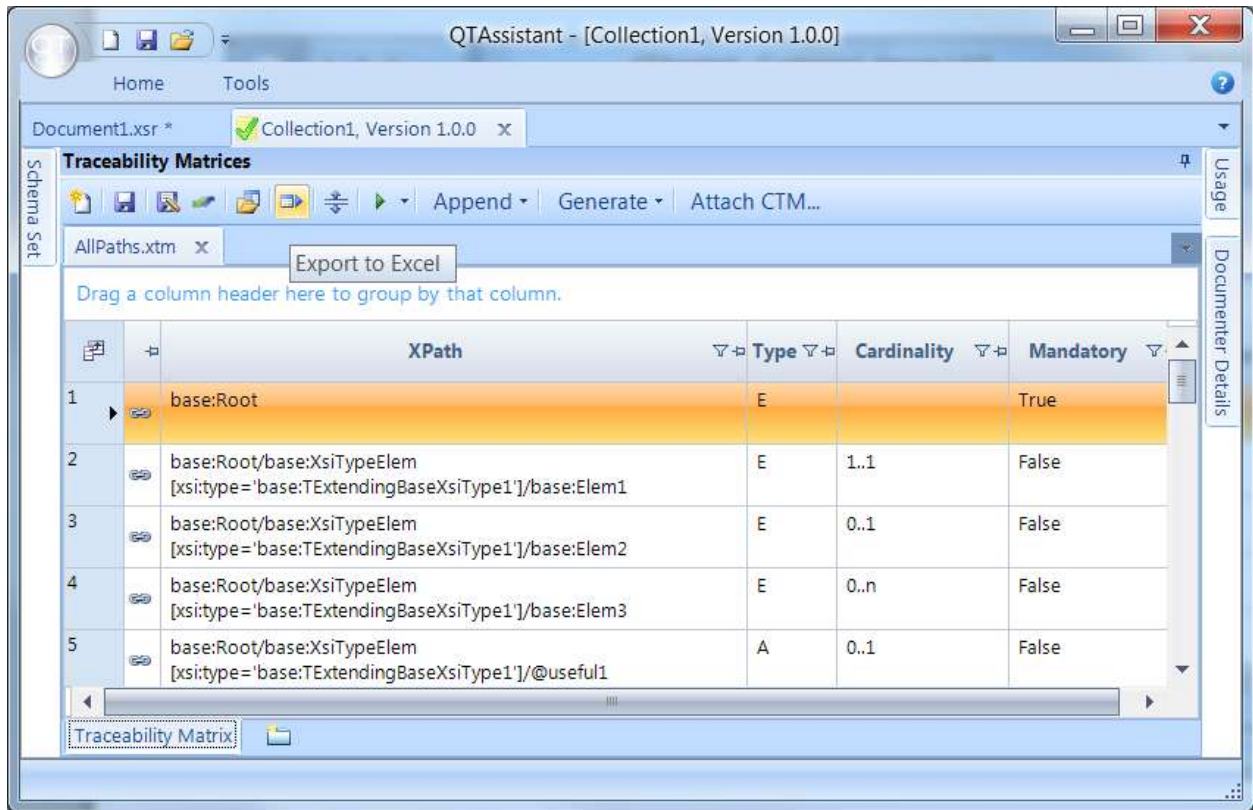 QT
QTAssistant - [Collection1, Version 1.0.0]
Home Tools
Document1.xsr * Collection1, Version 1.0.0 x
Schema Set
Traceability Matrices
Append Generate Attach CTM...
AllPaths.xtm x
Export to Excel
Drag a column header here to group by that column.
XPath Type Cardinality Mandatory
1 base:Root E True
2 base:Root/base:XsiTypeElem E 1..1 False
[xsi:type='base:TExtendingBaseXsiType1']/base:Elem1
3 base:Root/base:XsiTypeElem E 0..1 False
[xsi:type='base:TExtendingBaseXsiType1']/base:Elem2
4 base:Root/base:XsiTypeElem E 0..n False
[xsi:type='base:TExtendingBaseXsiType1']/base:Elem3
5 base:Root/base:XsiTypeElem A 0..1 False
[xsi:type='base:TExtendingBaseXsiType1']/@useful1
Traceability Matrix
Usage
Documenter Details